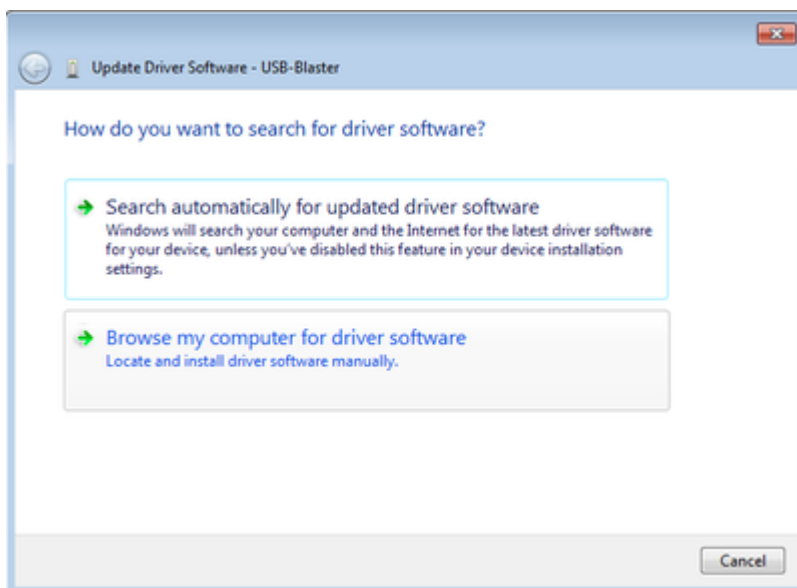 Update Driver Software - USB-Blaster
How do you want to search for driver software?
Search automatically for updated driver software
Windows will search your computer and the Internet for the latest driver software
for your device, unless you've disabled this feature in your device installation
settings.
Browse my computer for driver software
Locate and install driver software manually.
Cancel